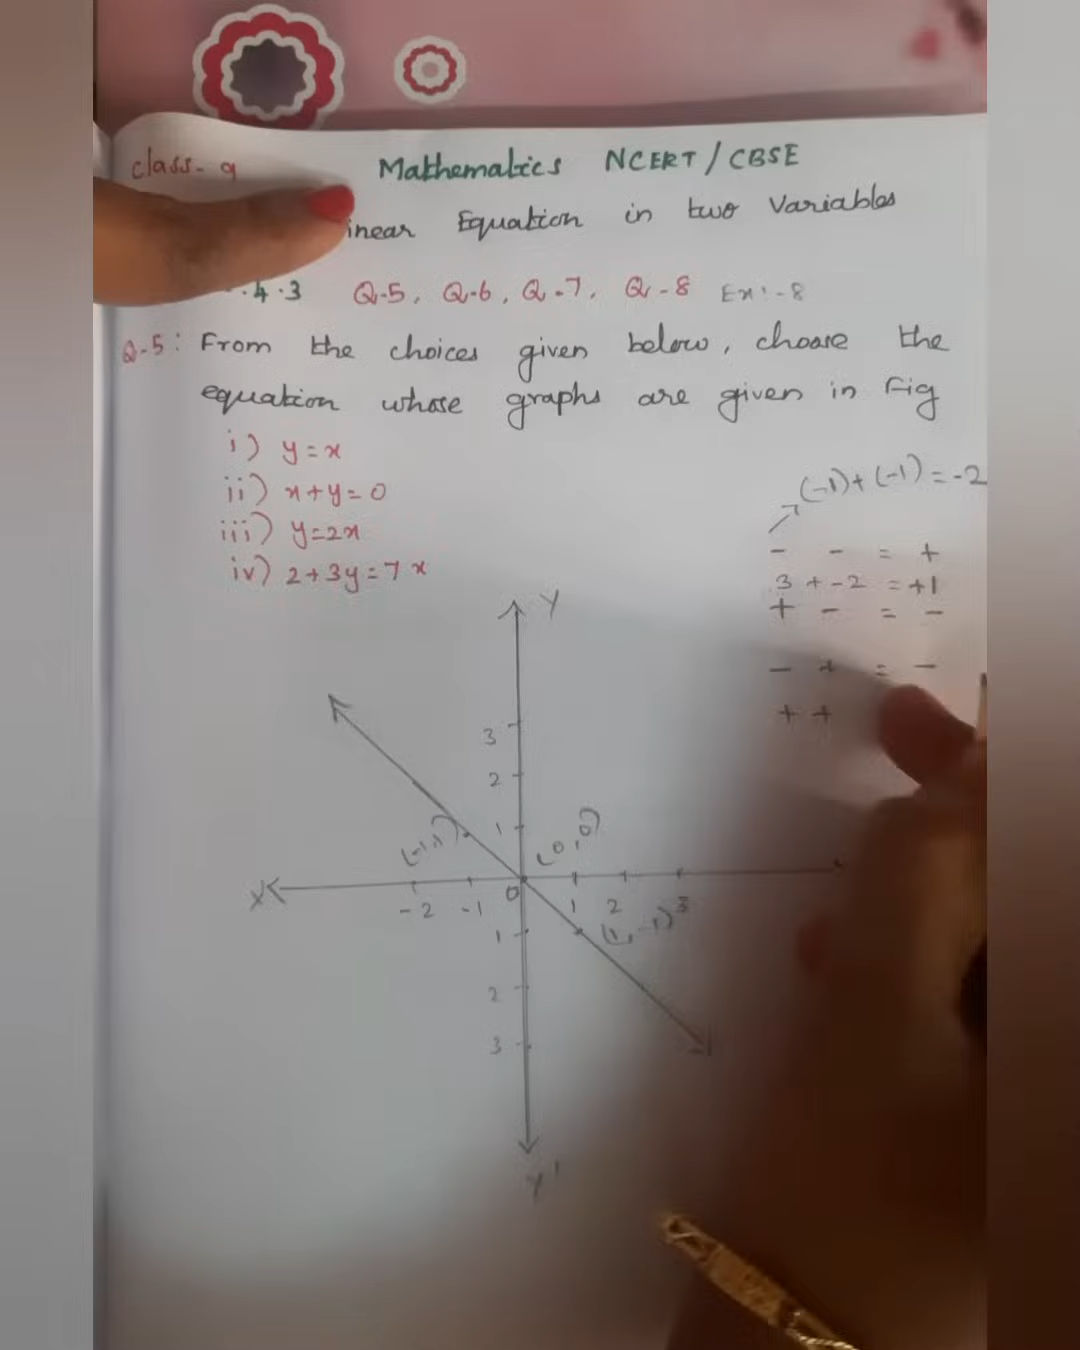 class-9 Mathematics NCERT/CBSE
inear Equation in two Variables
.4.3 Q-5, Q-6, Q-7, Q-8 Ex:-8
Q-5: From the choices given below, choose the
equation whose graphs are given in Fig
i) y=x
ii) x+y=0
iii) y=2x
iv) 2+3y=7x
(-1)+(-1)=-2
- - = +
3 + -2 = +1
+ - = -
- + = -
+ +
Y
3
2
1
(0,0)
X
-2 -1 0 1 2 3
(1,-1)
1
2
3
Y'